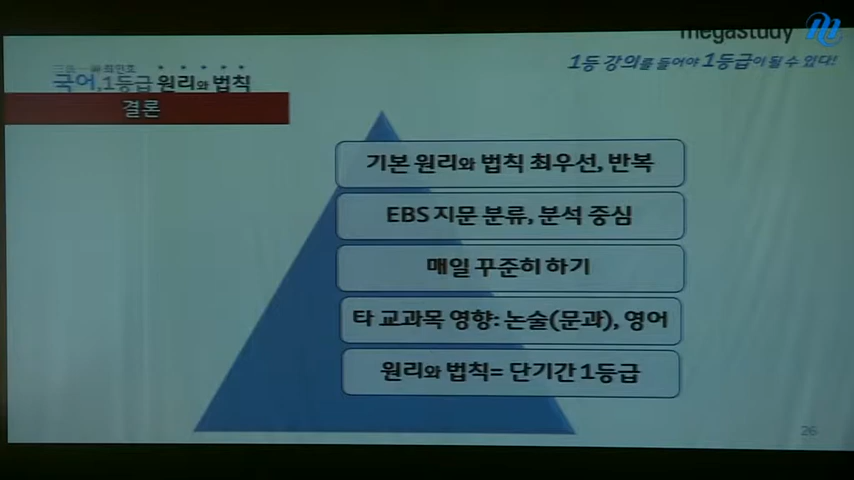 megastudy
1등 강의를 들어야 1등급이 될 수 있다!
최인호
국어, 1등급 원리와 법칙
결론
기본 원리와 법칙 최우선, 반복
EBS 지문 분류, 분석 중심
매일 꾸준히 하기
타 교과목 영향: 논술(문과), 영어
원리와 법칙= 단기간 1등급
26